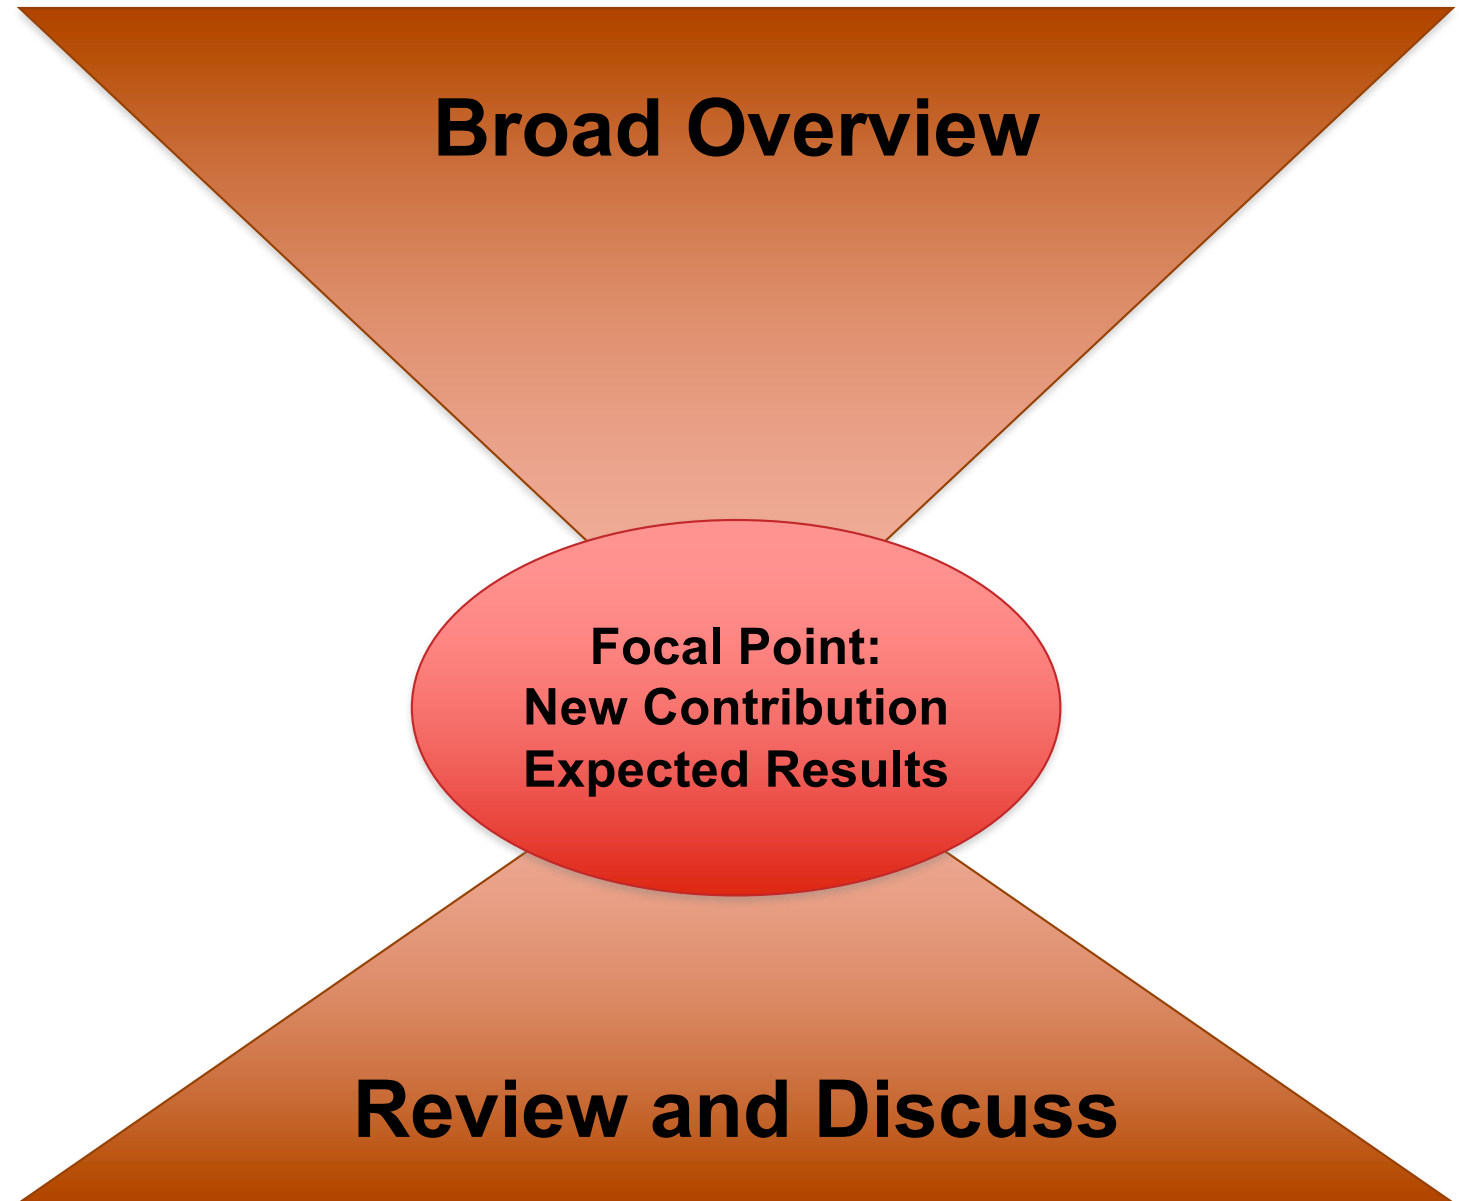 Broad Overview
Focal Point:
New Contribution
Expected Results
Review and Discuss